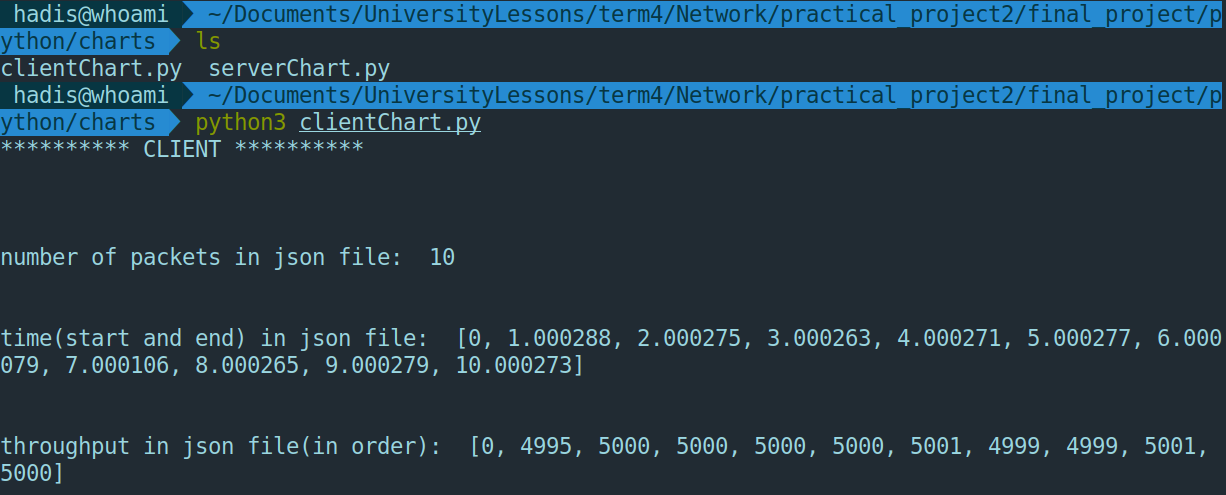 hadis@whoami ~/Documents/UniversityLessons/term4/Network/practical_project2/final_project/p
ython/charts ls
clientChart.py  serverChart.py
hadis@whoami ~/Documents/UniversityLessons/term4/Network/practical_project2/final_project/p
ython/charts python3 clientChart.py
********** CLIENT **********
number of packets in json file:  10
time(start and end) in json file:  [0, 1.000288, 2.000275, 3.000263, 4.000271, 5.000277, 6.000
079, 7.000106, 8.000265, 9.000279, 10.000273]
throughput in json file(in order):  [0, 4995, 5000, 5000, 5000, 5000, 5001, 4999, 4999, 5001,
5000]